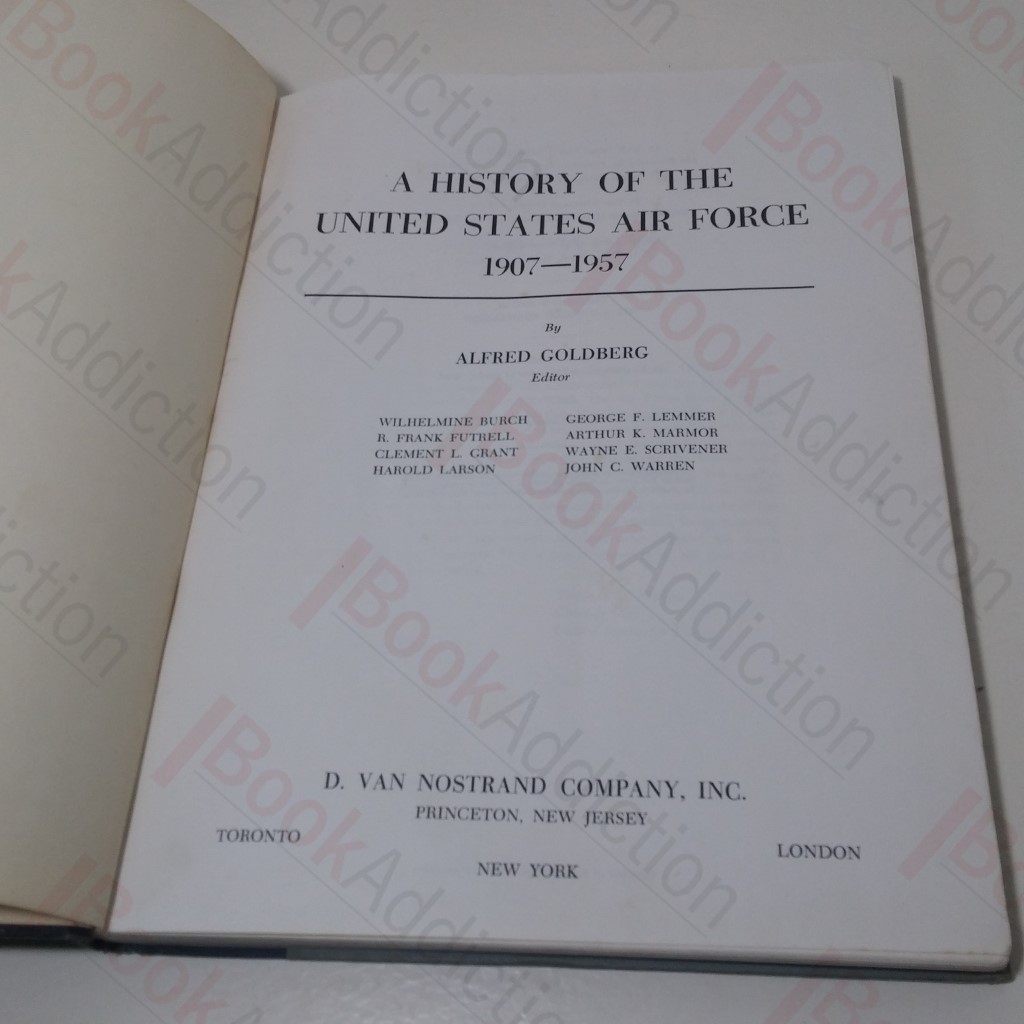 A HISTORY OF THE
UNITED STATES AIR FORCE
1907—1957
By
ALFRED GOLDBERG
Editor
WILHELMINE BURCH
R. FRANK FUTRELL
CLEMENT L. GRANT
HAROLD LARSON
GEORGE F. LEMMER
ARTHUR K. MARMOR
WAYNE E. SCRIVENER
JOHN C. WARREN
D. VAN NOSTRAND COMPANY, INC.
PRINCETON, NEW JERSEY
TORONTO
LONDON
NEW YORK
BookAddiction